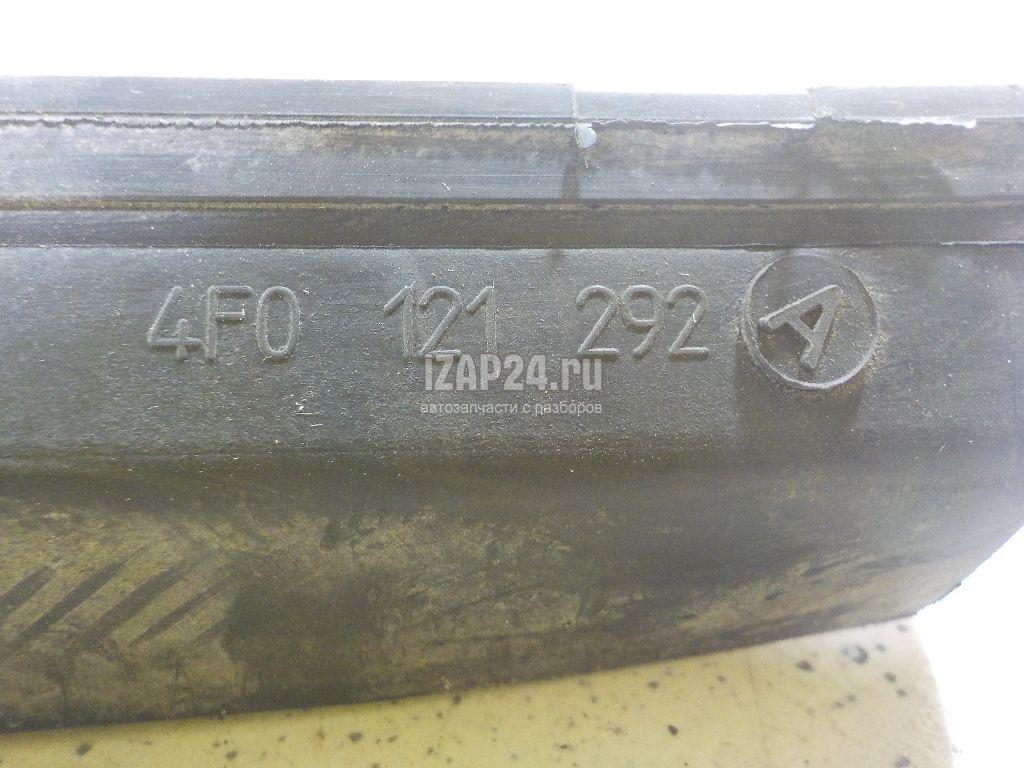 4F0 121 292 A
IZAP24.ru
автозапчасти с разборов